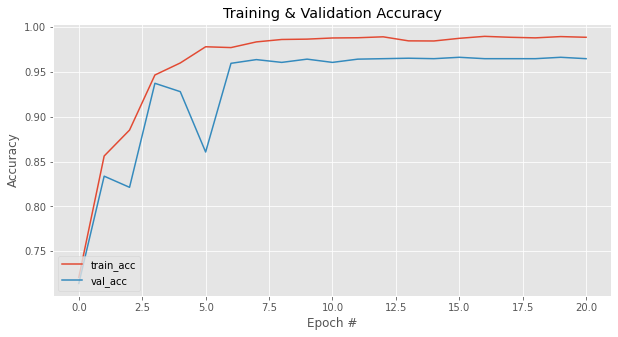 Training & Validation Accuracy
Accuracy
1.00
0.95
0.90
0.85
0.80
0.75
train_acc
val_acc
0.0 2.5 5.0 7.5 10.0 12.5 15.0 17.5 20.0
Epoch #